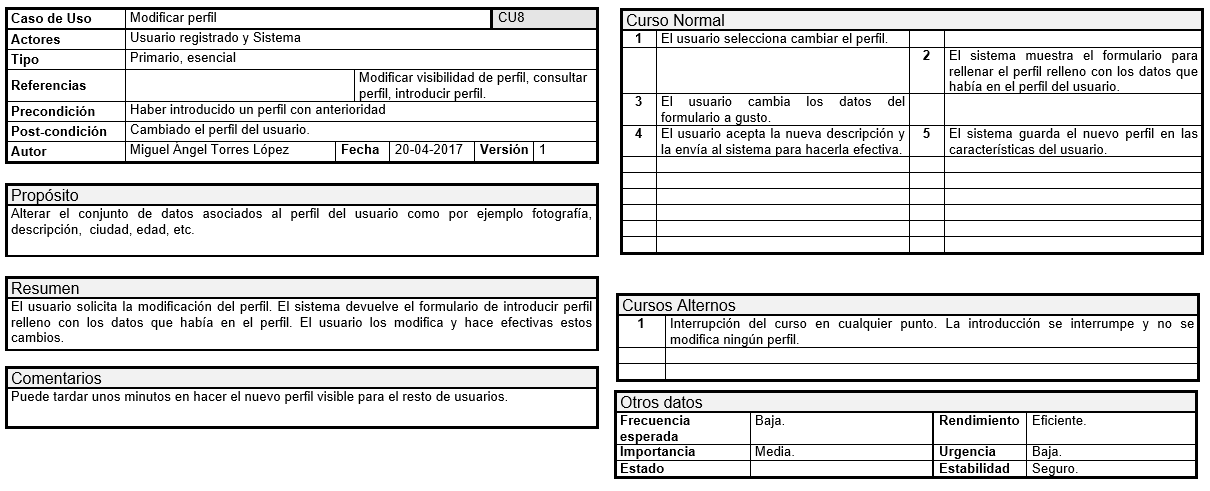 Caso de Uso Modificar perfil CU8
Actores Usuario registrado y Sistema
Tipo Primario, esencial
Referencias Modificar visibilidad de perfil, consultar
perfil, introducir perfil.
Precondición Haber introducido un perfil con anterioridad
Post-condición Cambiado el perfil del usuario.
Autor Miguel Ángel Torres López Fecha 20-04-2017 Versión 1
Propósito
Alterar el conjunto de datos asociados al perfil del usuario como por ejemplo fotografía,
descripción, ciudad, edad, etc.
Resumen
El usuario solicita la modificación del perfil. El sistema devuelve el formulario de introducir perfil
relleno con los datos que había en el perfil. El usuario los modifica y hace efectivas estos
cambios.
Comentarios
Puede tardar unos minutos en hacer el nuevo perfil visible para el resto de usuarios.
Curso Normal
1 El usuario selecciona cambiar el perfil.
2 El sistema muestra el formulario para
rellenar el perfil relleno con los datos que
había en el perfil del usuario.
3 El usuario cambia los datos del
formulario a gusto.
4 El usuario acepta la nueva descripción y
la envía al sistema para hacerla efectiva.
5 El sistema guarda el nuevo perfil en las
características del usuario.
Cursos Alternos
1 Interrupción del curso en cualquier punto. La introducción se interrumpe y no se
modifica ningún perfil.
Otros datos
Frecuencia
esperada
Baja.
Rendimiento Eficiente.
Importancia Media.
Urgencia Baja.
Estado
Estabilidad Seguro.